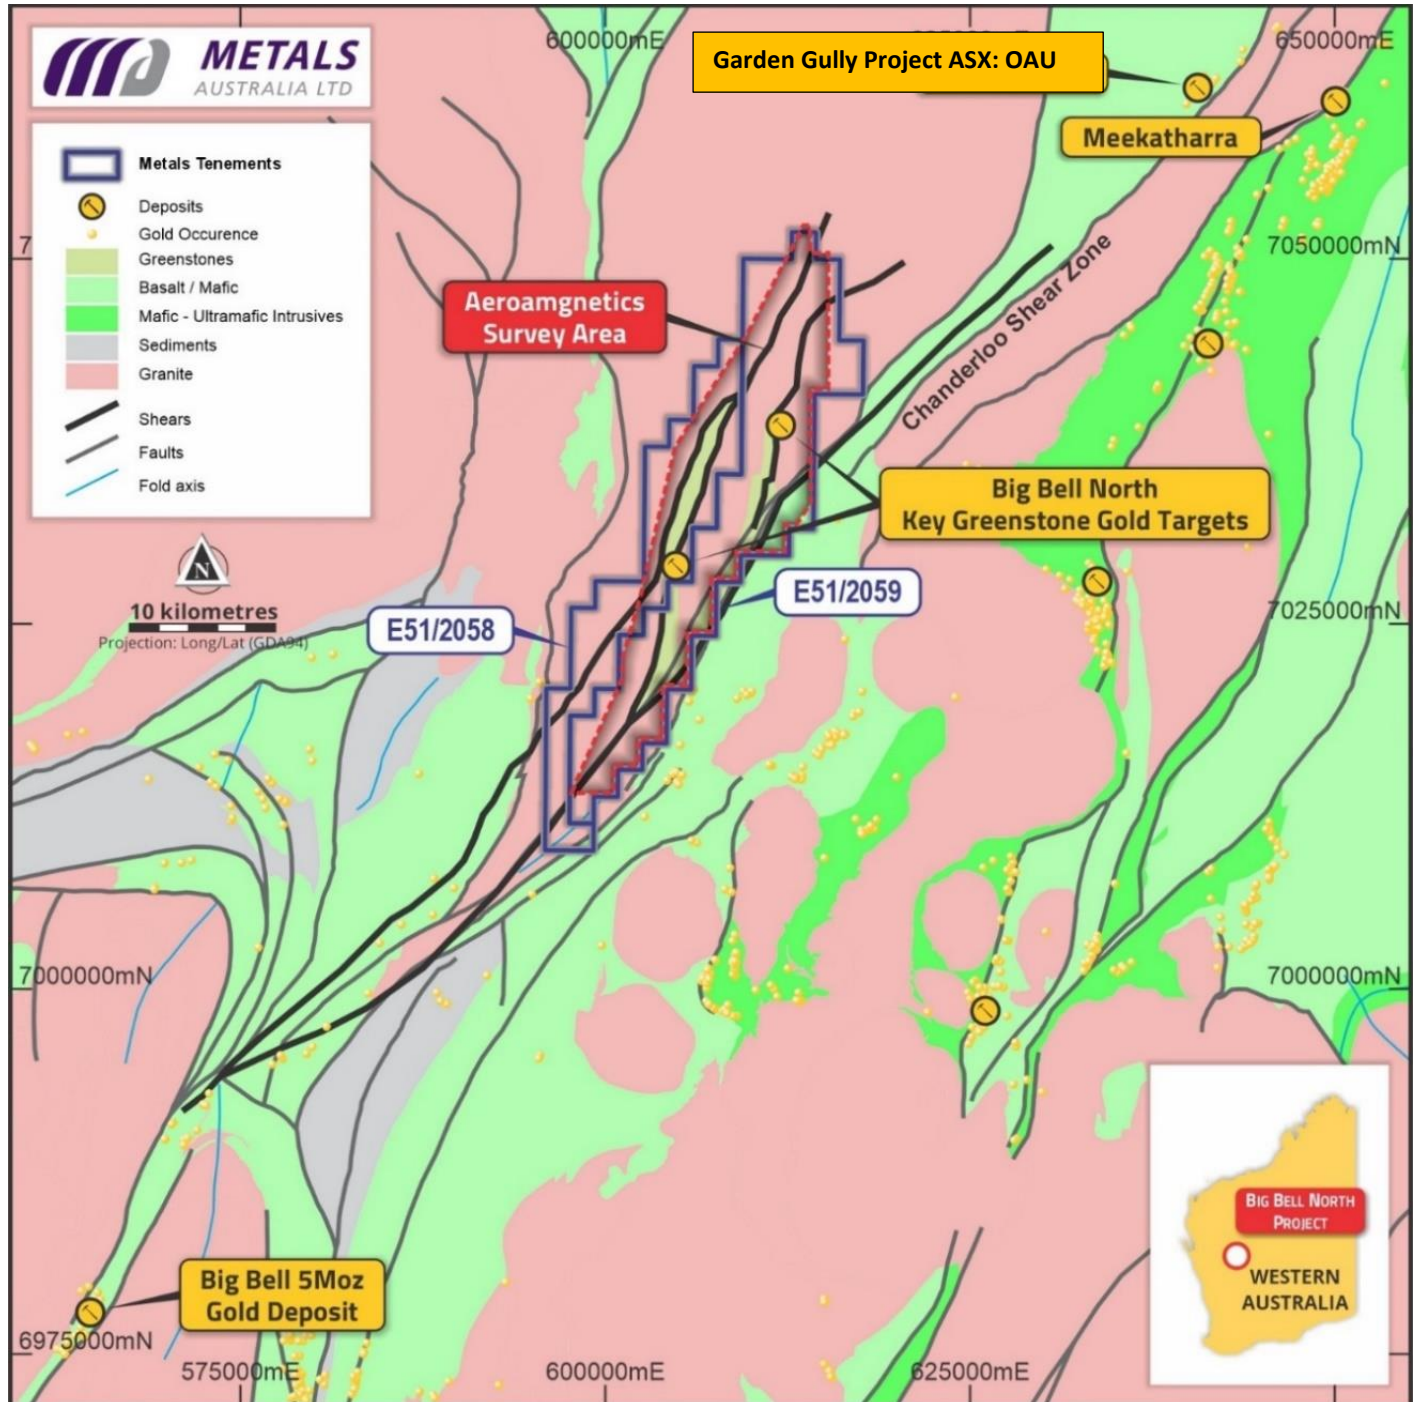 METALS
AUSTRALIA LTD
600000mE
Garden Gully Project ASX: OAU
650000mE
Meekatharra
Metals Tenements
Deposits
Gold Occurence
Greenstones
Basalt / Mafic
Mafic - Ultramafic Intrusives
Sediments
Granite
Shears
Faults
Fold axis
7050000mN
Aeroamgnetics
Survey Area
Chanderloo Shear Zone
Big Bell North
Key Greenstone Gold Targets
N
10 kilometres
Projection: Long/Lat (GDA94)
E51/2058
E51/2059
7025000mN
7000000mN
7000000mN
Big Bell 5Moz
Gold Deposit
6975000mN
575000mE
600000mE
625000mE
BIG BELL NORTH
PROJECT
WESTERN
AUSTRALIA